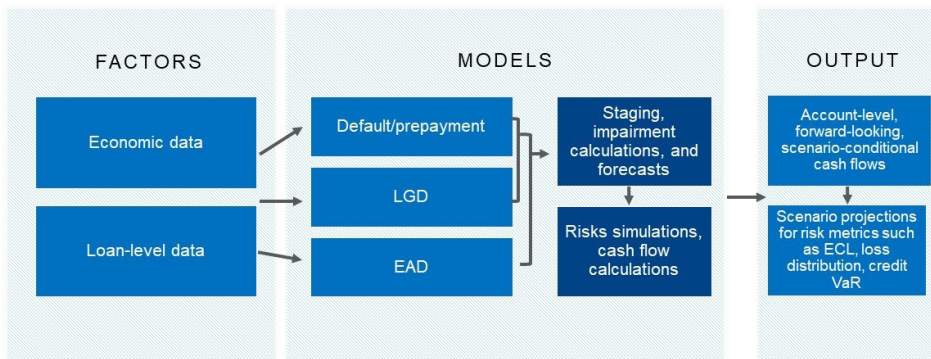 FACTORS
Economic data
Loan-level data
MODELS
Default/prepayment
LGD
EAD
Staging,
impairment
calculations, and
forecasts
Risks simulations,
cash flow
calculations
OUTPUT
Account-level,
forward-looking,
scenario-conditional
cash flows
Scenario projections
for risk metrics such
as ECL, loss
distribution, credit
VaR